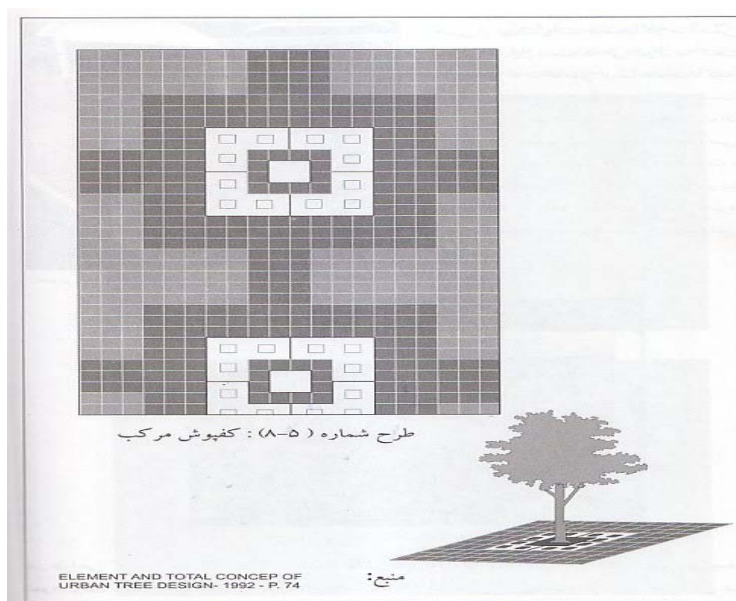 طرح شماره ( ۵-۸) : کفپوش مرکب
منبع:
ELEMENT AND TOTAL CONCEP OF
URBAN TREE DESIGN- 1992 - P. 74